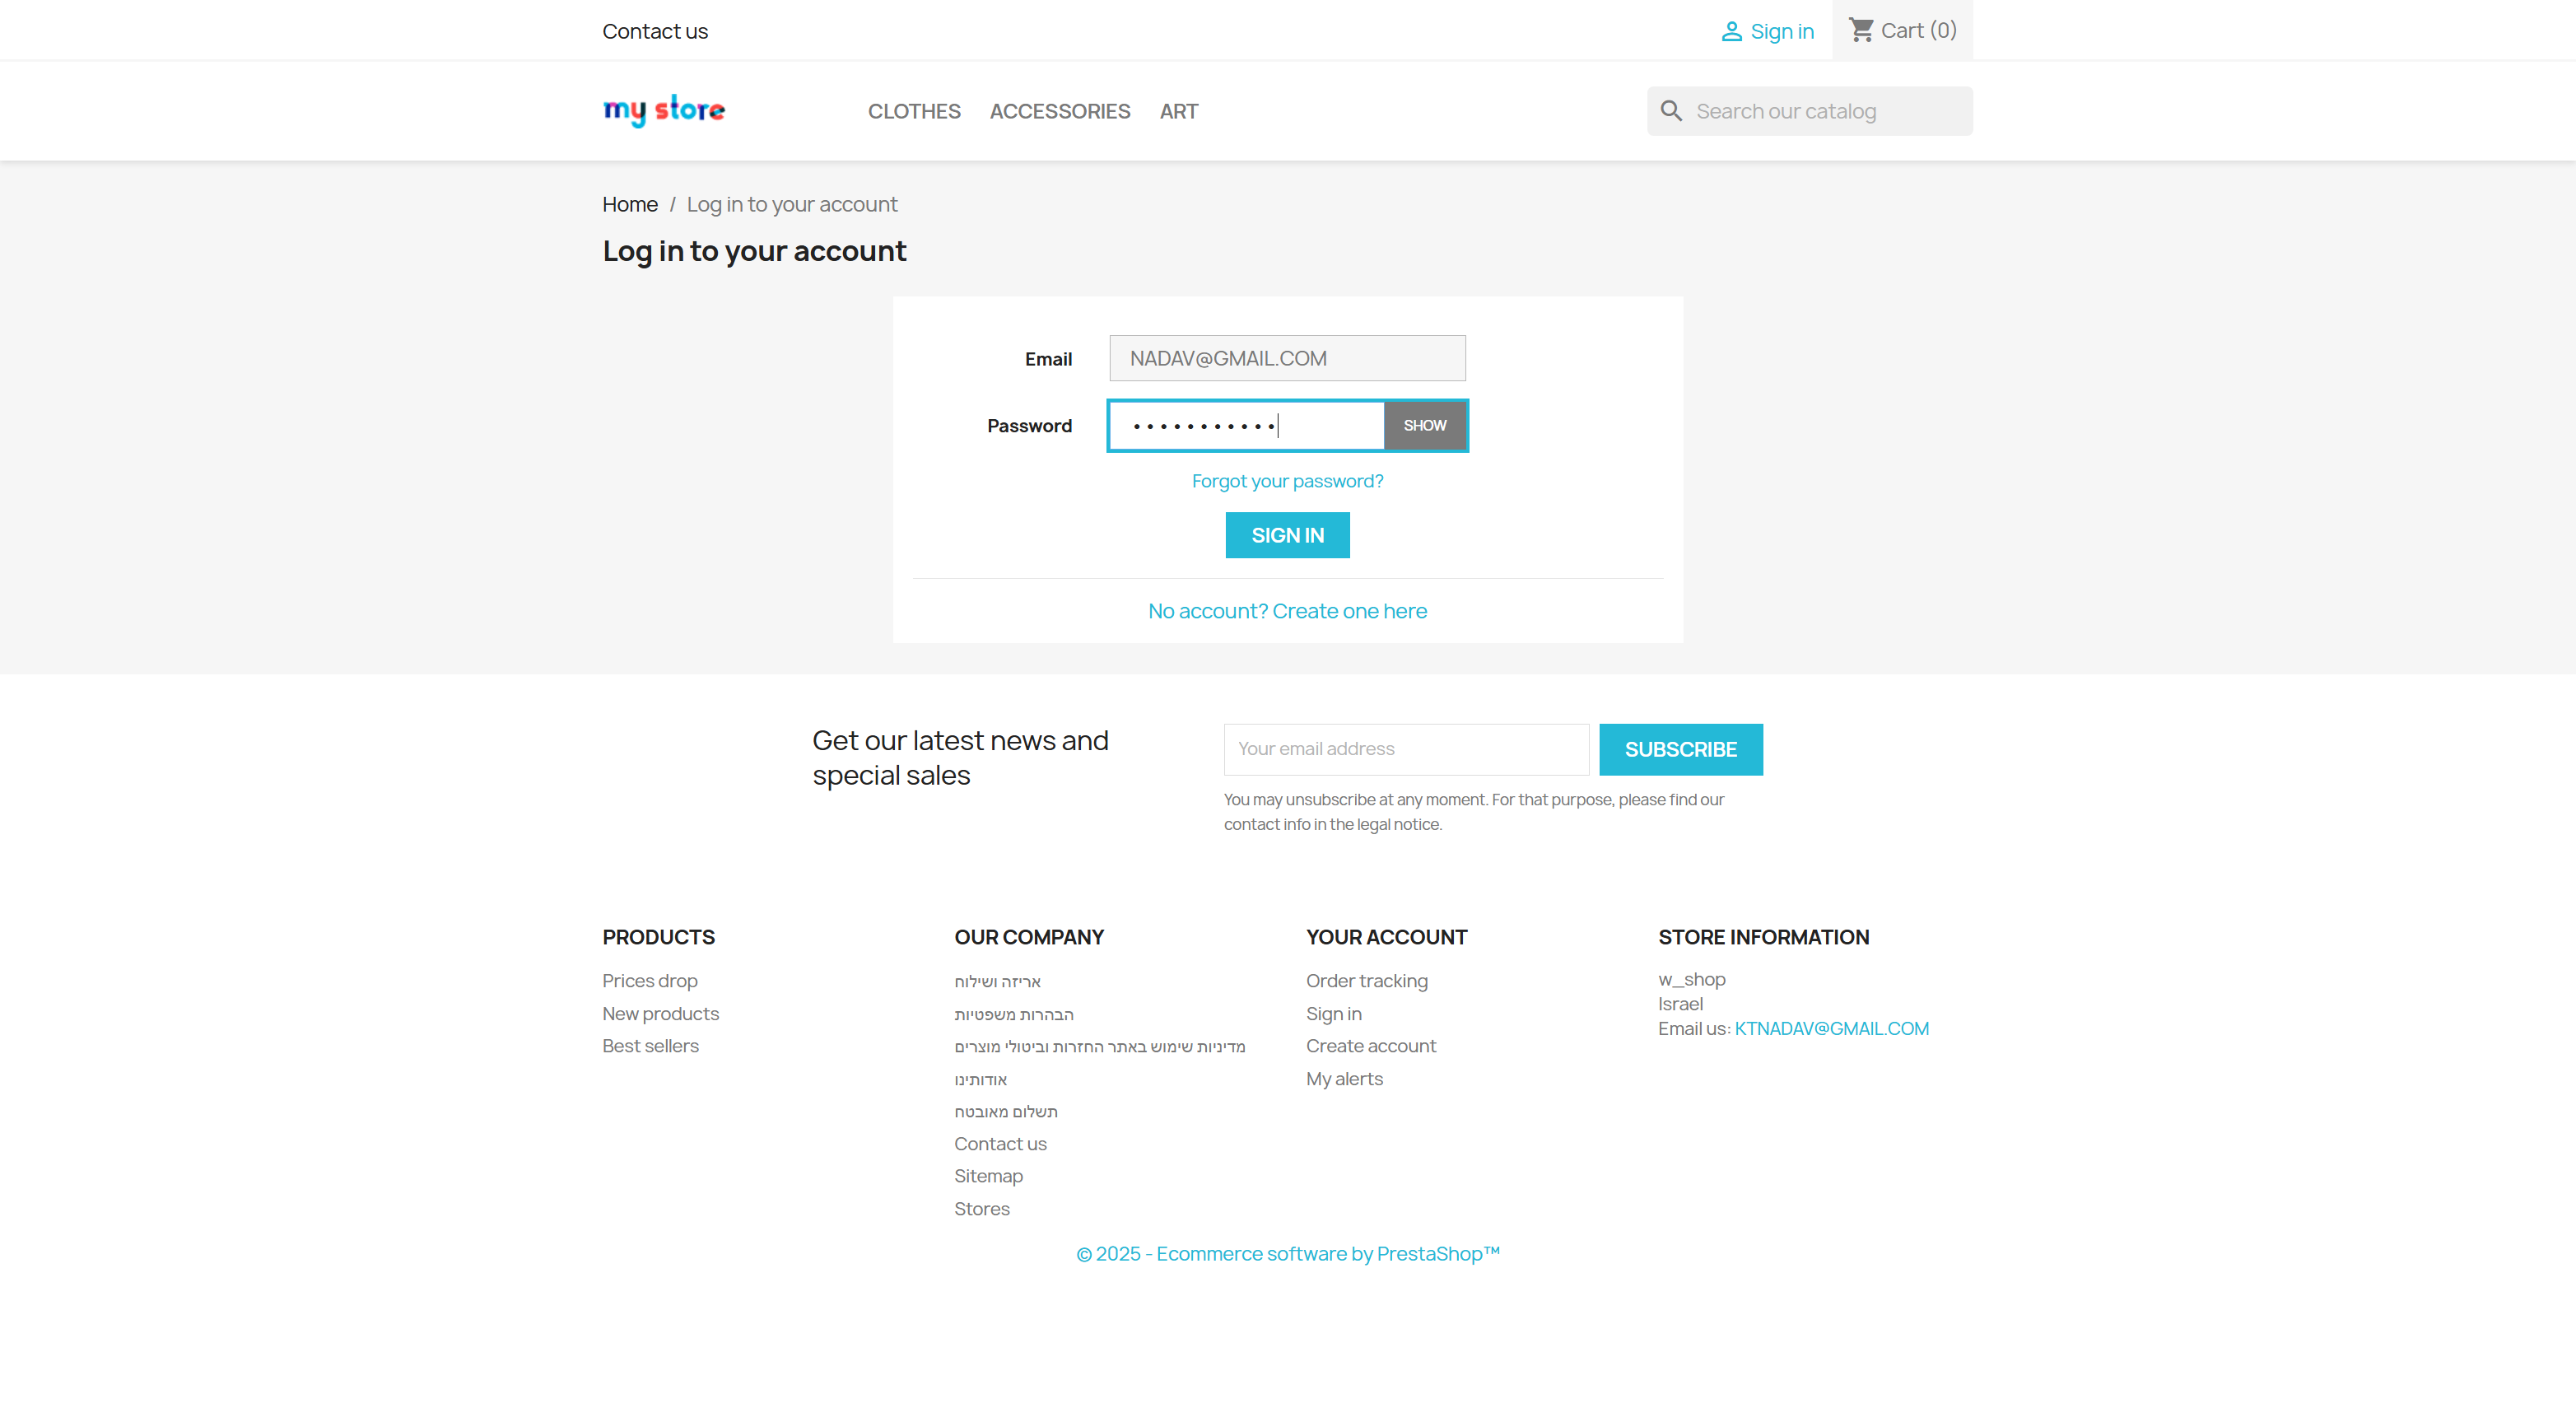 Contact us
Sign in
Cart (0)
my store
CLOTHES
ACCESSORIES
ART
Search our catalog
Home / Log in to your account
Log in to your account
Email
NADAV@GMAIL.COM
Password
•••••••••••
SHOW
Forgot your password?
SIGN IN
No account? Create one here
Get our latest news and
special sales
Your email address
SUBSCRIBE
You may unsubscribe at any moment. For that purpose, please find our
contact info in the legal notice.
PRODUCTS
Prices drop
New products
Best sellers
OUR COMPANY
אריזה ושילוח
הבהרות משפטיות
מדיניות שימוש באתר החזרות וביטולי מוצרים
אודותינו
תשלום מאובטח
Contact us
Sitemap
Stores
YOUR ACCOUNT
Order tracking
Sign in
Create account
My alerts
STORE INFORMATION
w_shop
Israel
Email us: KTNADAV@GMAIL.COM
© 2025 - Ecommerce software by PrestaShop™